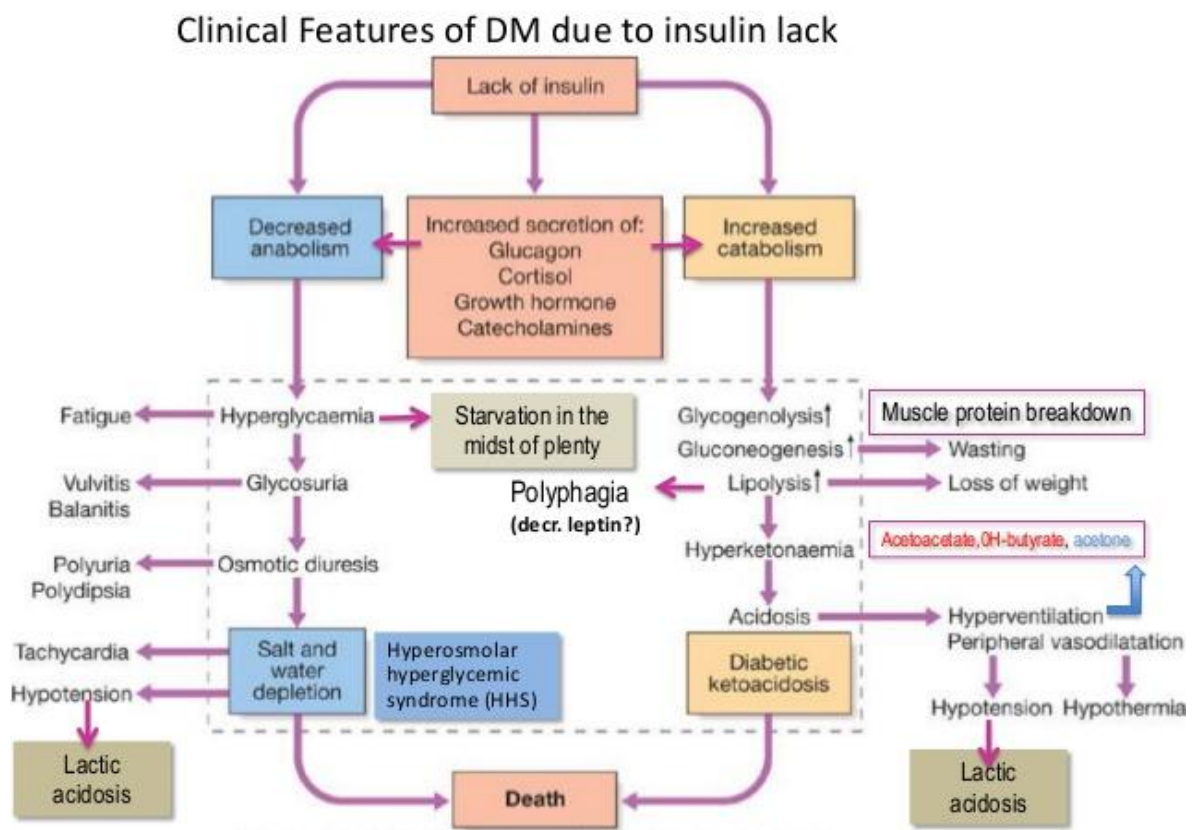 Clinical Features of DM due to insulin lack
Lack of insulin
Decreased
anabolism
Increased secretion of:
Glucagon
Cortisol
Growth hormone
Catecholamines
Increased
catabolism
Fatigue
Hyperglycaemia
Starvation in the
midst of plenty
Glycogenolysis↑
Muscle protein breakdown
Gluconeogenesis↑
Wasting
Vulvitis
Balanitis
Glycosuria
Polyphagia
(decr. leptin?)
Lipolysis↑
Loss of weight
Hyperketonaemia
Acetoacetate,0H-butyrate, acetone
Polyuria
Polydipsia
Osmotic diuresis
Acidosis
Hyperventilation
Peripheral vasodilatation
Tachycardia
Hypotension
Salt and
water
depletion
Hyperosmolar
hyperglycemic
syndrome (HHS)
Diabetic
ketoacidosis
Hypotension
Hypothermia
Lactic
acidosis
Death
Lactic
acidosis